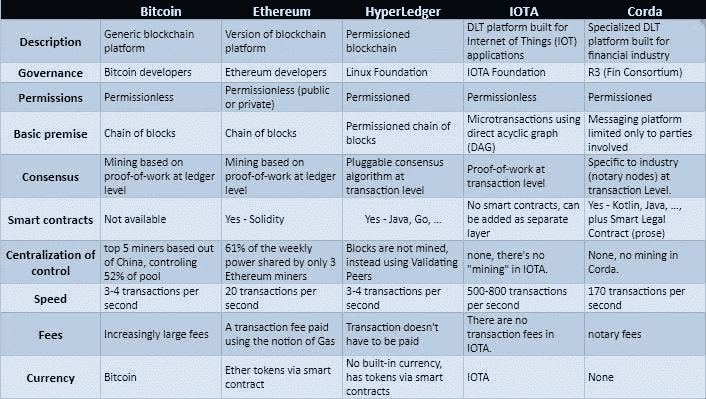 Bitcoin Ethereum HyperLedger IOTA Corda
Description
Generic blockchain
platform
Version of blockchain
platform
Permissioned
blockchain
DLT platform built for
Internet of Things (IOT)
applications
Specialized DLT
platform built for
financial industry
Governance
Bitcoin developers
Ethereum developers
Linux Foundation
IOTA Foundation
R3 (Fin Consortium)
Permissions
Permissionless
Permissionless (public
or private)
Permissioned
Permissionless
Permissioned
Basic premise
Chain of blocks
Chain of blocks
Permissioned chain of
blocks
Microtransactions using
direct acyclic graph
(DAG)
Messaging platform
limited only to parties
involved
Consensus
Mining based on
proof-of-work at ledger
level
Mining based on
proof-of-work at ledger
level
Pluggable consensus
algorithm at
transaction level
Proof-of-work at
transaction level
Specific to industry
(notary nodes) at
transaction Level.
Smart contracts
Not available
Yes - Solidity
Yes - Java, Go, ...
No smart contracts, can
be added as separate
layer
Yes - Kotlin, Java, ...,
plus Smart Legal
Contract (prose)
Centralization of
control
top 5 miners based out
of China, controling
52% of pool
61% of the weekly
power shared by only 3
Ethereum miners
Blocks are not mined,
instead using Validating
Peers
none, there's no
"mining" in IOTA.
None, no mining in
Corda.
Speed
3-4 transactions per
second
20 transactions per
second
3-4 transactions per
second
500-800 transactions
per second
170 transactions per
second
Fees
Increasingly large fees
A transaction fee paid
using the notion of Gas
Transaction doesn't
have to be paid
There are no
transaction fees in
IOTA.
notary fees
Currency
Bitcoin
Ether tokens via smart
contract
No built-in currency,
has tokens via smart
contracts
IOTA
None